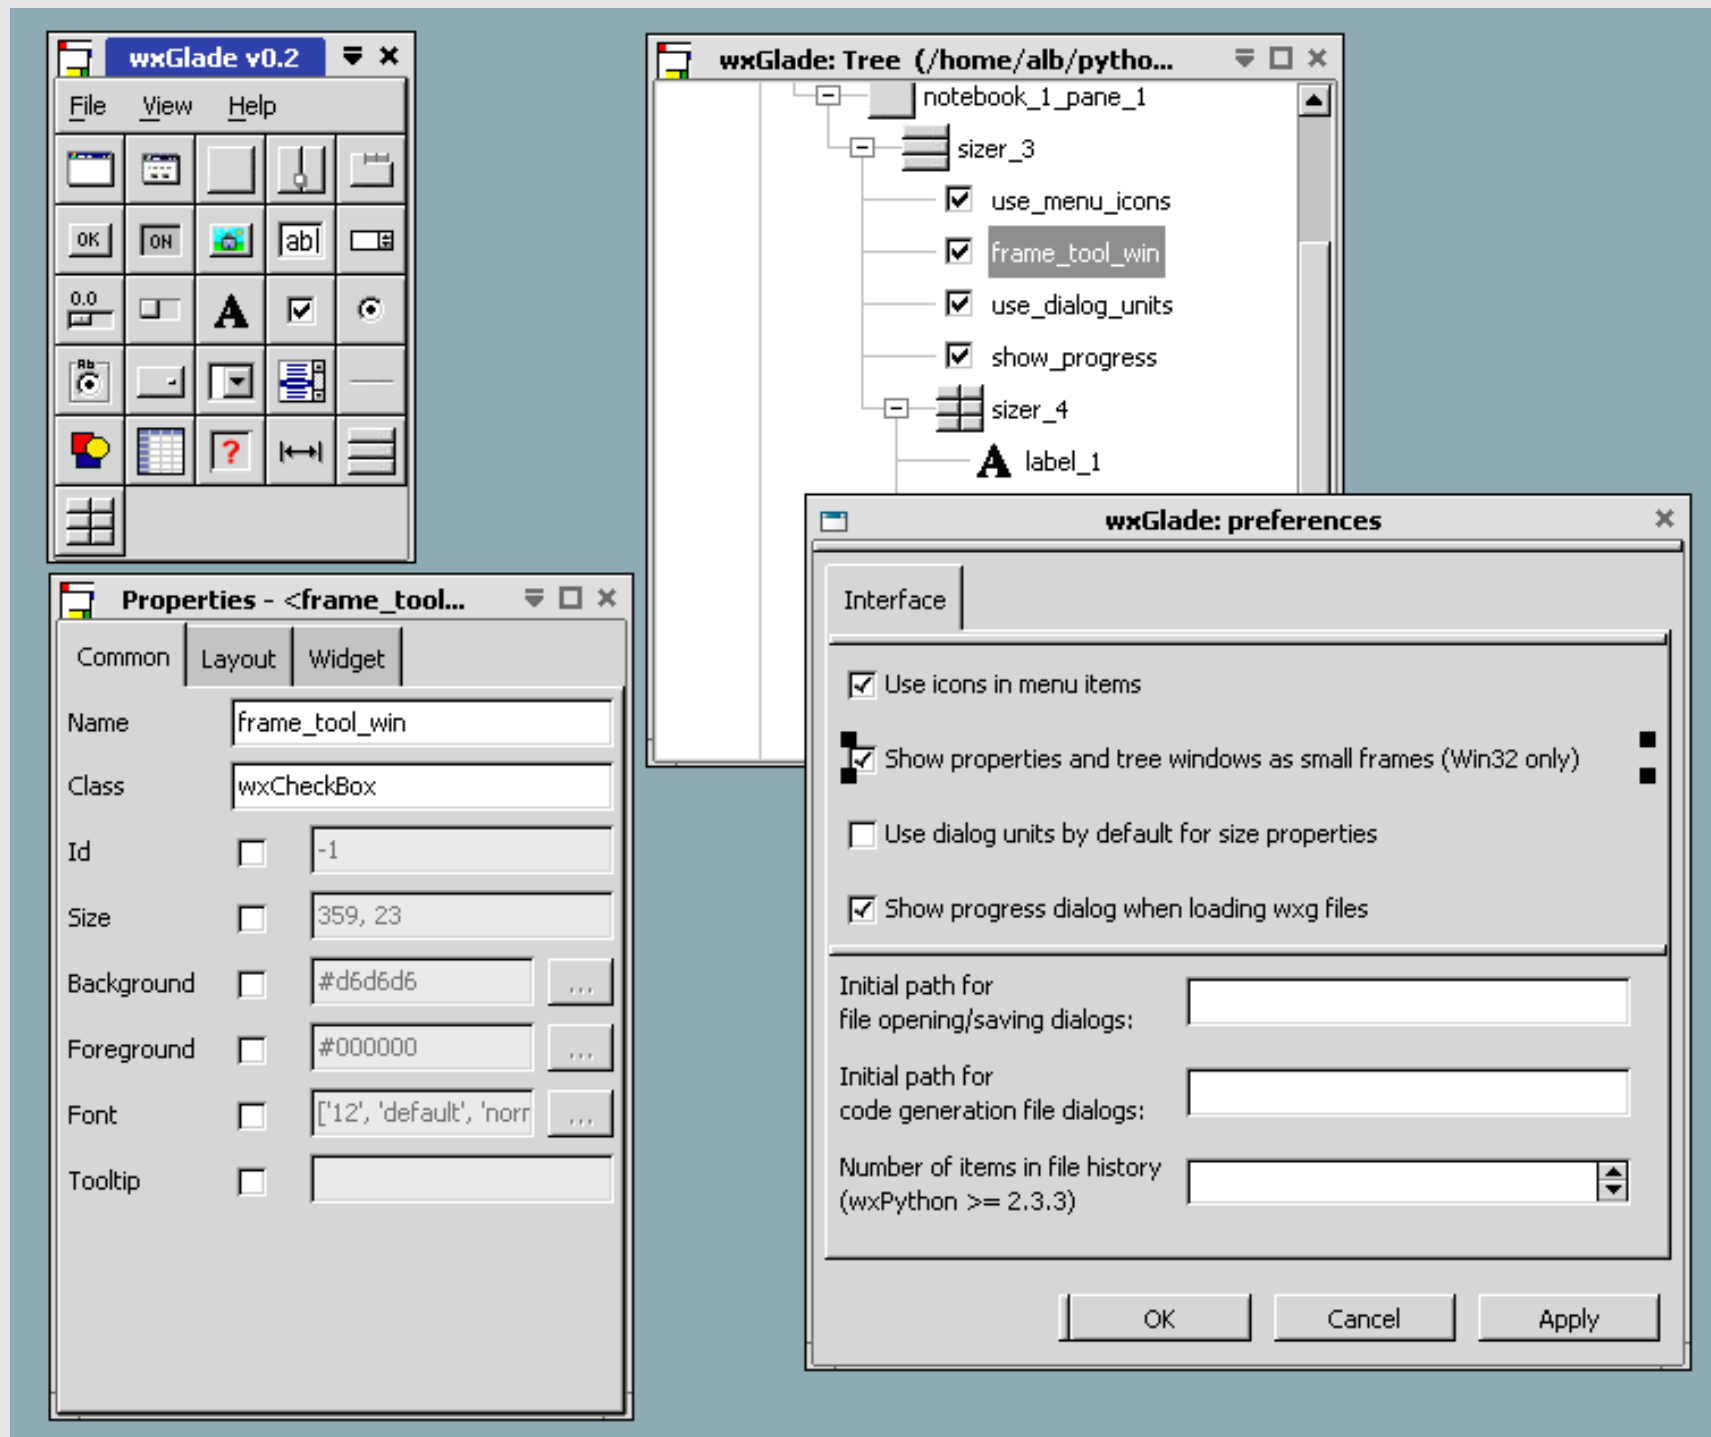 wxGlade v0.2
File View Help
OK ON ab|
0.0 A
Ab
?
wxGlade: Tree (/home/alb/pytho...
notebook_1_pane_1
sizer_3
use_menu_icons
frame_tool_win
use_dialog_units
show_progress
sizer_4
A label_1
Properties - <frame_tool...
Common Layout Widget
Name frame_tool_win
Class wxCheckBox
Id -1
Size 359, 23
Background #d6d6d6 ...
Foreground #000000 ...
Font ['12', 'default', 'norr ...
Tooltip
wxGlade: preferences
Interface
Use icons in menu items
Show properties and tree windows as small frames (Win32 only)
Use dialog units by default for size properties
Show progress dialog when loading wxg files
Initial path for
file opening/saving dialogs:
Initial path for
code generation file dialogs:
Number of items in file history
(wxPython >= 2.3.3)
OK Cancel Apply